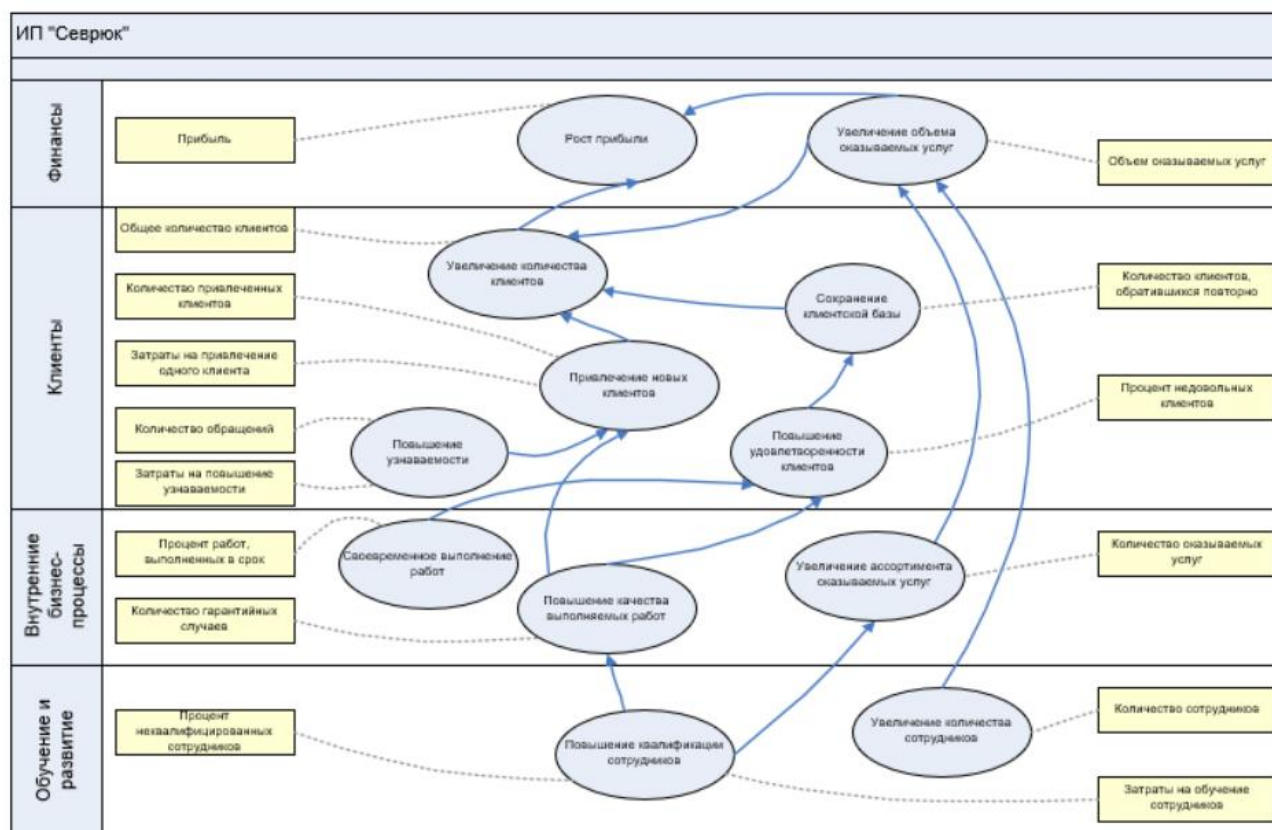 ИП "Севрюк"
Финансы
Прибыль
Рост прибыли
Увеличение объема
оказываемых услуг
Объем оказываемых услуг
Клиенты
Общее количество клиентов
Увеличение количества
клиентов
Количество привлеченных
клиентов
Сохранение
клиентской базы
Количество клиентов,
обратившихся повторно
Затраты на привлечение
одного клиента
Привлечение новых
клиентов
Процент недовольных
клиентов
Количество обращений
Повышение
узнаваемости
Повышение
удовлетворенности
клиентов
Затраты на повышение
узнаваемости
Внутренние
бизнес-
процессы
Процент работ,
выполненных в срок
Своевременное выполнение
работ
Увеличение ассортимента
оказываемых услуг
Количество оказываемых
услуг
Количество гарантийных
случаев
Повышение качества
выполняемых работ
Обучение и
развитие
Процент
неквалифицированных
сотрудников
Повышение квалификации
сотрудников
Увеличение количества
сотрудников
Количество сотрудников
Затраты на обучение
сотрудников